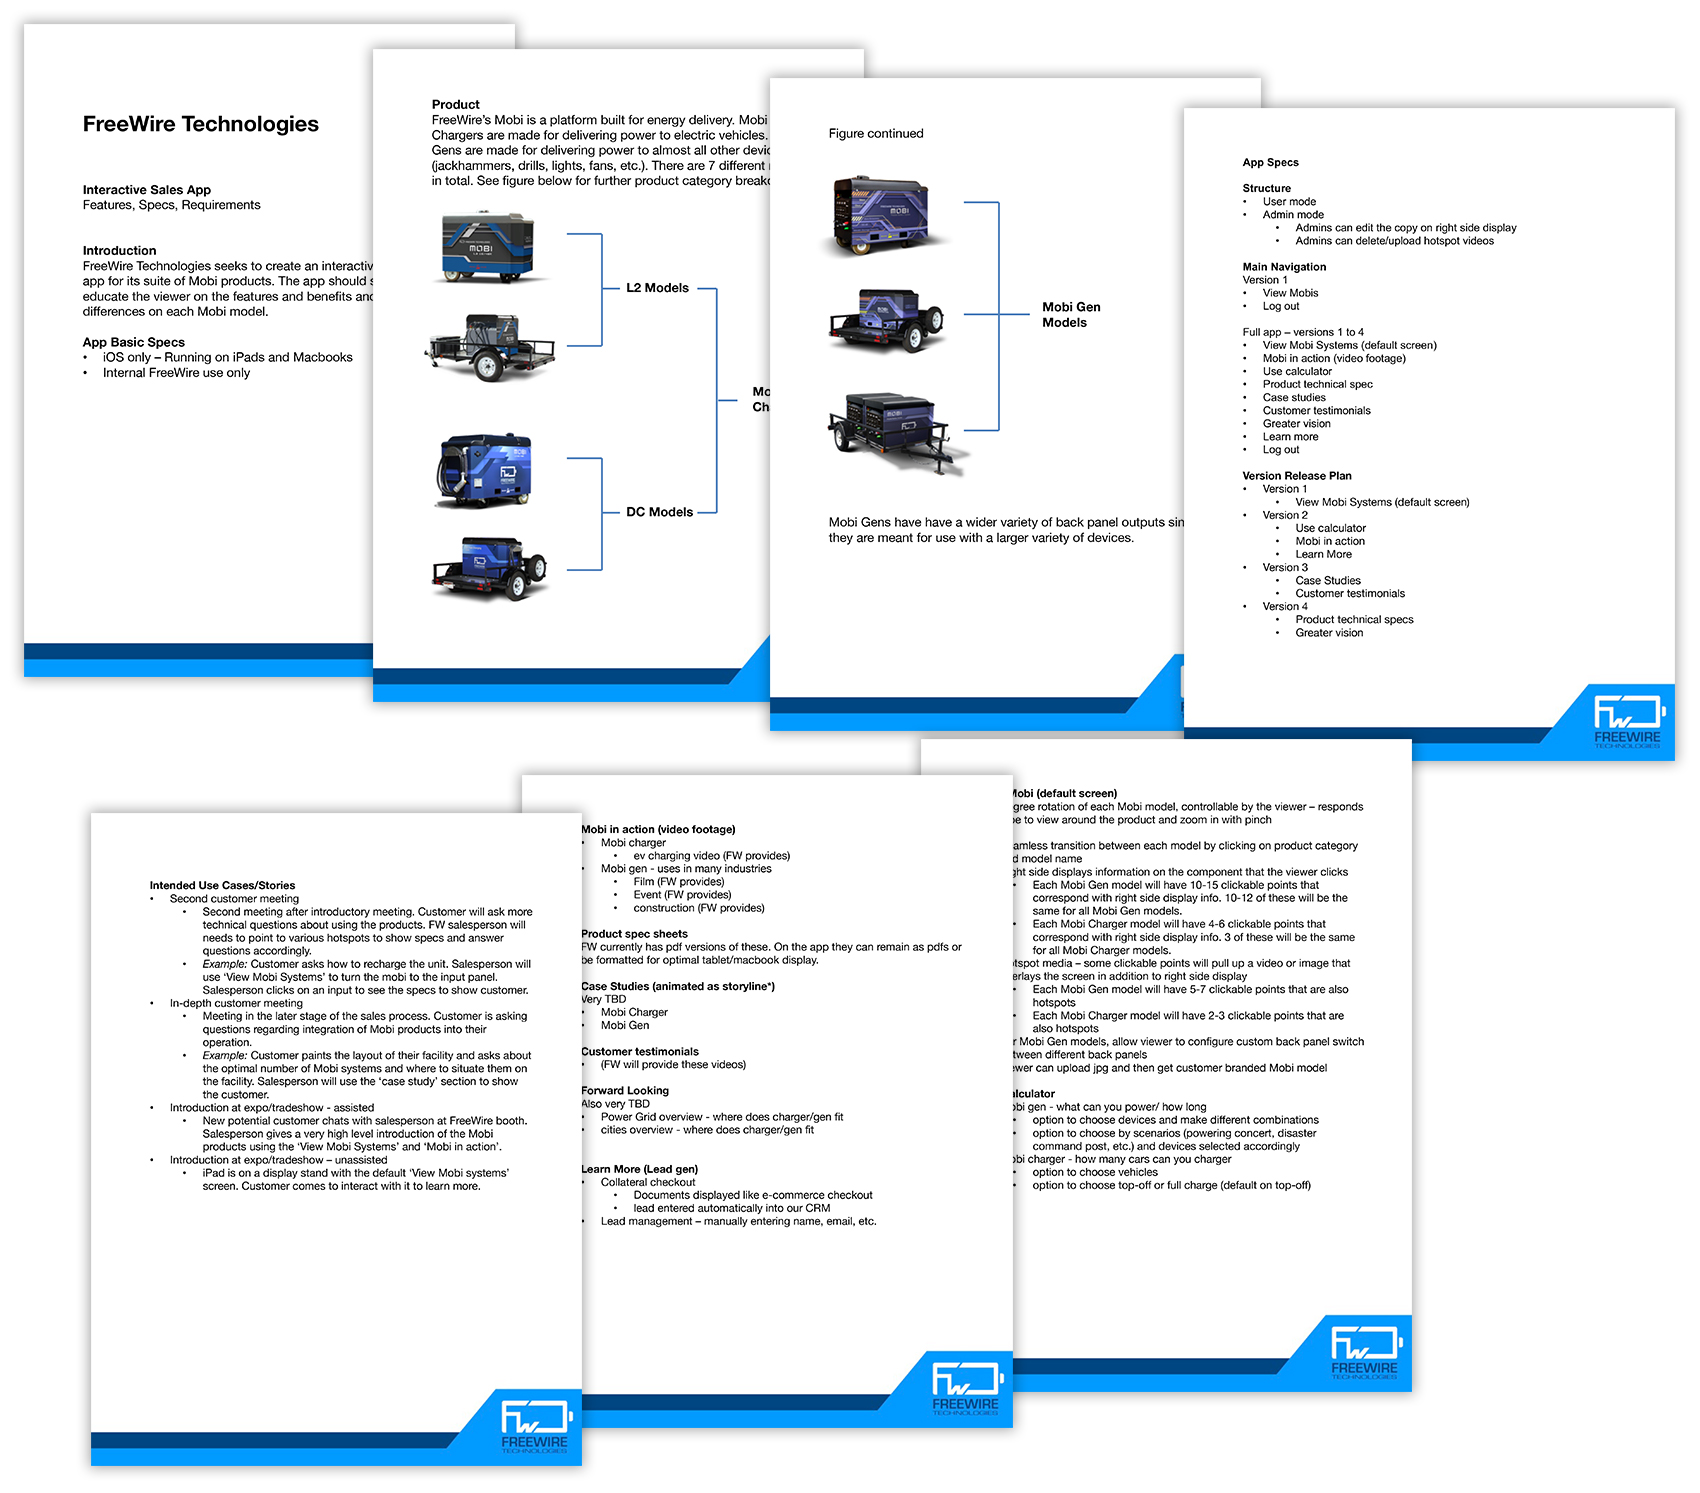 FreeWire Technologies
Interactive Sales App
Features, Specs, Requirements
Introduction
FreeWire Technologies seeks to create an interactiv
app for its suite of Mobi products. The app should s
educate the viewer on the features and benefits and
differences on each Mobi model.
App Basic Specs
• iOS only – Running on iPads and Macbooks
• Internal FreeWire use only
Product
FreeWire's Mobi is a platform built for energy delivery. Mobi
Chargers are made for delivering power to electric vehicles.
Gens are made for delivering power to almost all other devic
(jackhammers, drills, lights, fans, etc.). There are 7 different
in total. See figure below for further product category breakd
MOBI
L2 Models
Mo
Ch
MOBI
FREEWIRE
DC Models
Figure continued
MOBI
Mobi Gen
Models
MOBI
Mobi Gens have have a wider variety of back panel outputs sin
they are meant for use with a larger variety of devices.
App Specs
Structure
• User mode
• Admin mode
• Admins can edit the copy on right side display
• Admins can delete/upload hotspot videos
Main Navigation
Version 1
• View Mobis
• Log out
Full app – versions 1 to 4
• View Mobi Systems (default screen)
• Mobi in action (video footage)
• Use calculator
• Product technical spec
• Case studies
• Customer testimonials
• Greater vision
• Learn more
• Log out
Version Release Plan
• Version 1
• View Mobi Systems (default screen)
• Version 2
• Use calculator
• Mobi in action
• Learn More
• Version 3
• Case Studies
• Customer testimonials
• Version 4
• Product technical specs
• Greater vision
FW
FREEWIRE
TECHNOLOGIES
Intended Use Cases/Stories
• Second customer meeting
• Second meeting after introductory meeting. Customer will ask more
technical questions about using the products. FW salesperson will
needs to point to various hotspots to show specs and answer
questions accordingly.
• Example: Customer asks how to recharge the unit. Salesperson will
use 'View Mobi Systems' to turn the mobi to the input panel.
Salesperson clicks on an input to see the specs to show customer.
• In-depth customer meeting
• Meeting in the later stage of the sales process. Customer is asking
questions regarding integration of Mobi products into their
operation.
• Example: Customer paints the layout of their facility and asks about
the optimal number of Mobi systems and where to situate them on
the facility. Salesperson will use the 'case study' section to show
the customer.
• Introduction at expo/tradeshow - assisted
• New potential customer chats with salesperson at FreeWire booth.
Salesperson gives a very high level introduction of the Mobi
products using the 'View Mobi Systems' and 'Mobi in action'.
• Introduction at expo/tradeshow – unassisted
• iPad is on a display stand with the default 'View Mobi systems'
screen. Customer comes to interact with it to learn more.
FW
FREEWIRE
TECHNOLOGIES
Mobi in action (video footage)
• Mobi charger
• ev charging video (FW provides)
• Mobi gen - uses in many industries
• Film (FW provides)
• Event (FW provides)
• construction (FW provides)
Product spec sheets
FW currently has pdf versions of these. On the app they can remain as pdfs or
be formatted for optimal tablet/macbook display.
Case Studies (animated as storyline*)
Very TBD
• Mobi Charger
• Mobi Gen
Customer testimonials
• (FW will provide these videos)
Forward Looking
Also very TBD
• Power Grid overview - where does charger/gen fit
• cities overview - where does charger/gen fit
Learn More (Lead gen)
• Collateral checkout
• Documents displayed like e-commerce checkout
• lead entered automatically into our CRM
• Lead management – manually entering name, email, etc.
FW
FREEWIRE
TECHNOLOGIES
Mobi (default screen)
gree rotation of each Mobi model, controllable by the viewer – responds
e to view around the product and zoom in with pinch
amless transition between each model by clicking on product category
d model name
ght side displays information on the component that the viewer clicks
• Each Mobi Gen model will have 10-15 clickable points that
correspond with right side display info. 10-12 of these will be the
same for all Mobi Gen models.
• Each Mobi Charger model will have 4-6 clickable points that
correspond with right side display info. 3 of these will be the same
for all Mobi Charger models.
otspot media – some clickable points will pull up a video or image that
erlays the screen in addition to right side display
• Each Mobi Gen model will have 5-7 clickable points that are also
hotspots
• Each Mobi Charger model will have 2-3 clickable points that are
also hotspots
r Mobi Gen models, allow viewer to configure custom back panel switch
tween different back panels
ewer can upload jpg and then get customer branded Mobi model
alculator
obi gen - what can you power/ how long
• option to choose devices and make different combinations
• option to choose by scenarios (powering concert, disaster
command post, etc.) and devices selected accordingly
obi charger - how many cars can you charger
• option to choose vehicles
• option to choose top-off or full charge (default on top-off)
FW
FREEWIRE
TECHNOLOGIES